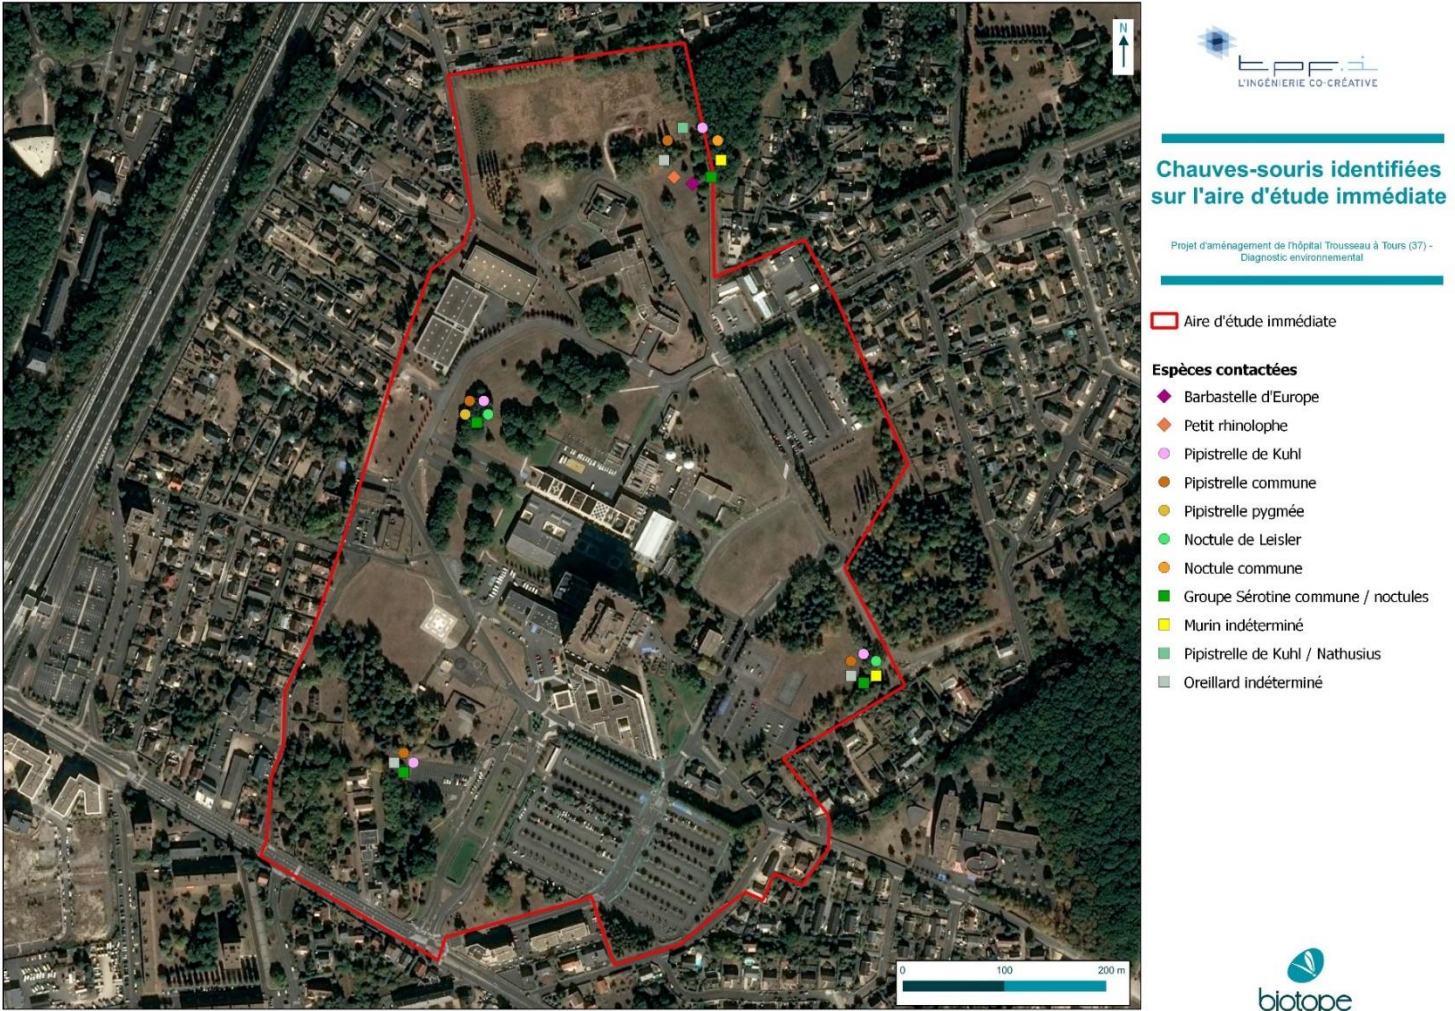 N
tpf.i
L'INGÉNIERIE CO-CRÉATIVE
Chauves-souris identifiées
sur l'aire d'étude immédiate
Projet d'aménagement de l'hôpital Trousseau à Tours (37) -
Diagnostic environnemental
Aire d'étude immédiate
Espèces contactées
Barbastelle d'Europe
Petit rhinolophe
Pipistrelle de Kuhl
Pipistrelle commune
Pipistrelle pygmée
Noctule de Leisler
Noctule commune
Groupe Sérotine commune / noctules
Murin indéterminé
Pipistrelle de Kuhl / Nathusius
Oreillard indéterminé
0 100 200 m
biotope